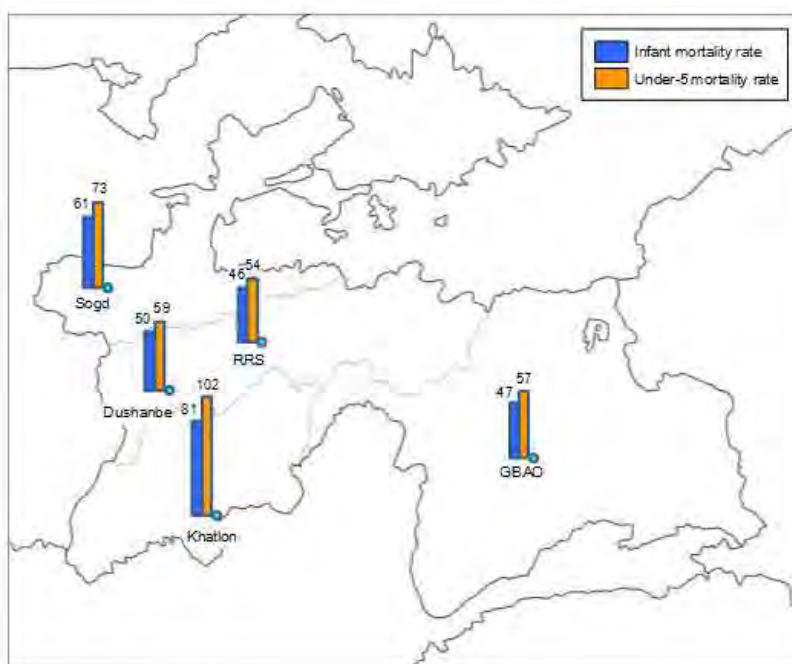 Infant mortality rate
Under-5 mortality rate
73
61
Sogd
54
46
RRS
59
50
Dushanbe
102
81
Khatlon
57
47
GBAO